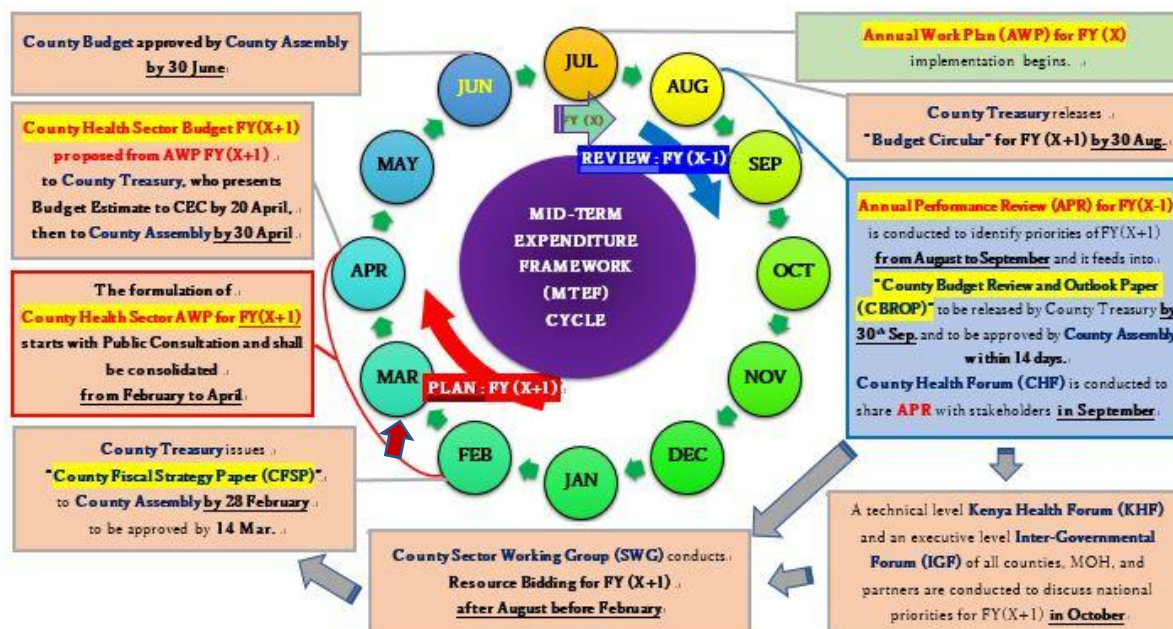 County Budget approved by County Assembly
by 30 June.
County Health Sector Budget FY(X+1)
proposed from AWP FY(X+1)
to County Treasury, who presents
Budget Estimate to CEC by 20 April,
then to County Assembly by 30 April.
The formulation of
County Health Sector AWP for FY(X+1)
starts with Public Consultation and shall
be consolidated
from February to April.
County Treasury issues
"County Fiscal Strategy Paper (CFSP)"
to County Assembly by 28 February
to be approved by 14 Mar.
JUL
AUG
SEP
OCT
NOV
DEC
JAN
FEB
MAR
APR
MAY
JUN
FY (X)
REVIEW : FY (X-1)
MID-TERM
EXPENDITURE
FRAMEWORK
(MTEF)
CYCLE
PLAN : FY (X+1)
Annual Work Plan (AWP) for FY (X)
implementation begins.
County Treasury releases
"Budget Circular" for FY (X+1) by 30 Aug.
Annual Performance Review (APR) for FY(X-1)
is conducted to identify priorities of FY(X+1)
from August to September and it feeds into
"County Budget Review and Outlook Paper
(CBROP)" to be released by County Treasury by
30th Sep. and to be approved by County Assembly
within 14 days.
County Health Forum (CHF) is conducted to
share APR with stakeholders in September.
A technical level Kenya Health Forum (KHF)
and an executive level Inter-Governmental
Forum (IGF) of all counties, MOH, and
partners are conducted to discuss national
priorities for FY(X+1) in October.
County Sector Working Group (SWG) conducts
Resource Bidding for FY (X+1)
after August before February.